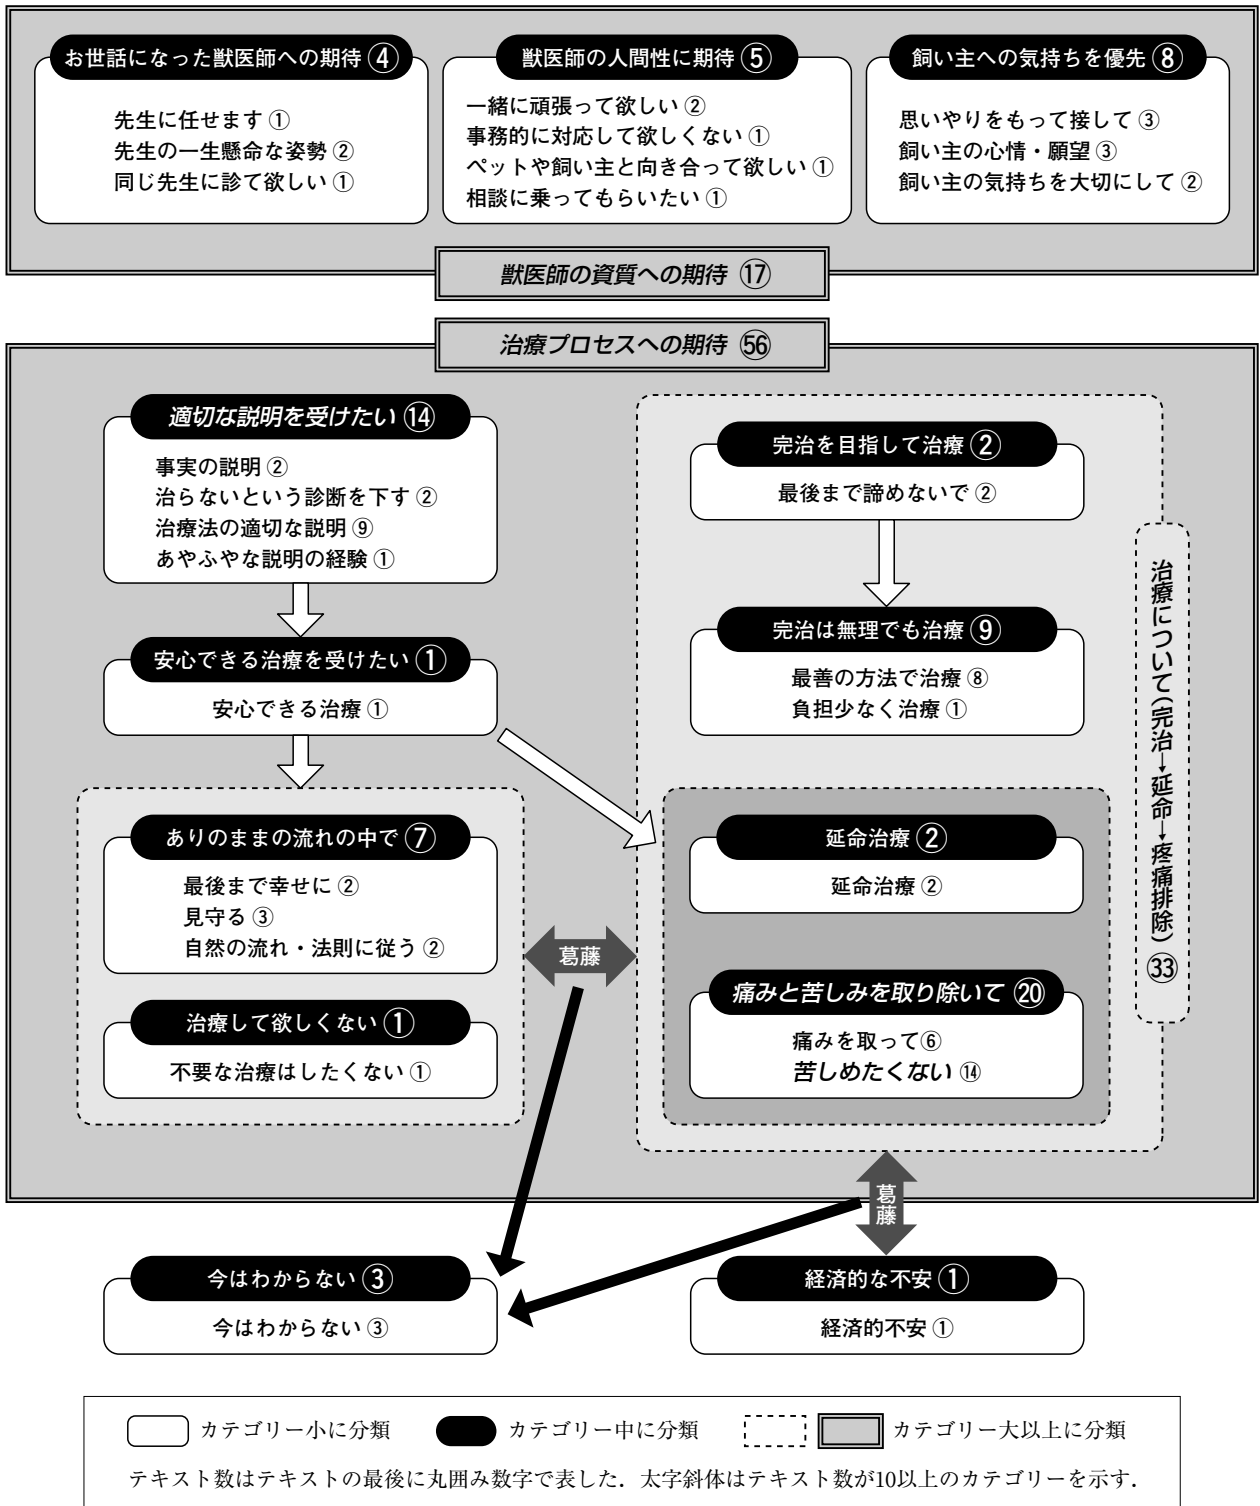 お世話になった獣医師への期待 ④
先生に任せます ①
先生の一生懸命な姿勢 ②
同じ先生に診て欲しい ①
獣医師の人間性に期待 ⑤
一緒に頑張って欲しい ②
事務的に対応して欲しくない ①
ペットや飼い主と向き合って欲しい ①
相談に乗ってもらいたい ①
飼い主への気持ちを優先 ⑧
思いやりをもって接して ③
飼い主の心情・願望 ③
飼い主の気持ちを大切にして ②
獣医師の資質への期待 ⑰
治療プロセスへの期待 ㊻
適切な説明を受けたい ⑭
事実の説明 ②
治らないという診断を下す ②
治療法の適切な説明 ⑨
あやふやな説明の経験 ①
安心できる治療を受けたい ①
安心できる治療 ①
ありのままの流れの中で ⑦
最後まで幸せに ②
見守る ③
自然の流れ・法則に従う ②
治療して欲しくない ①
不要な治療はしたくない ①
葛藤
完治を目指して治療 ②
最後まで諦めないで ②
完治は無理でも治療 ⑨
最善の方法で治療 ⑧
負担少なく治療 ①
延命治療 ②
延命治療 ②
痛みと苦しみを取り除いて ⑳
痛みを取って⑥
苦しめたくない ⑭
治療について(完治→延命→疼痛排除) ㉝
葛藤
今はわからない ③
今はわからない ③
経済的な不安 ①
経済的不安 ①
カテゴリー小に分類
カテゴリー中に分類
カテゴリー大以上に分類
テキスト数はテキストの最後に丸囲み数字で表した．太字斜体はテキスト数が10以上のカテゴリーを示す．